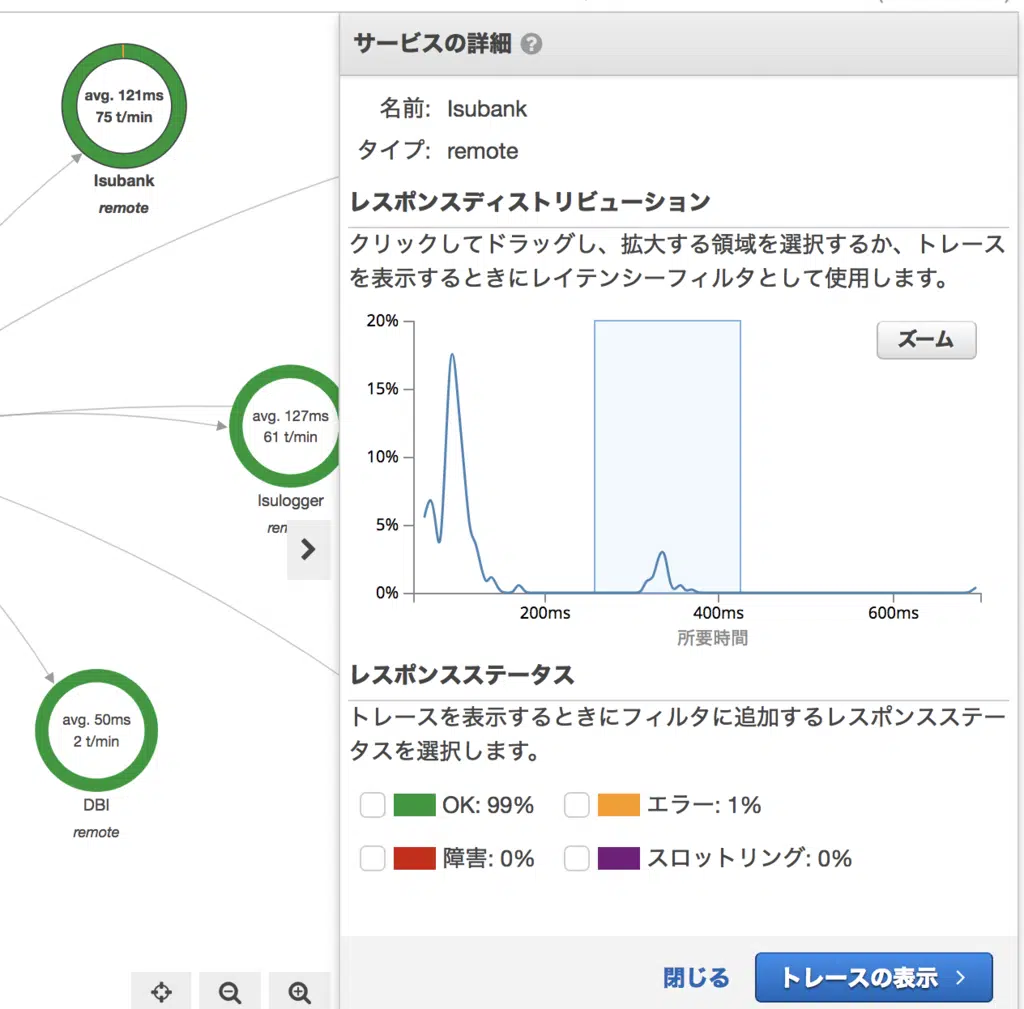 avg. 121ms
75 t/min
Isubank
remote
avg. 127ms
61 t/min
Isulogger
avg. 50ms
2 t/min
DBI
remote
サービスの詳細 ?
名前: Isubank
タイプ: remote
レスポンスディストリビューション
クリックしてドラッグし、拡大する領域を選択するか、トレース
を表示するときにレイテンシーフィルタとして使用します。
ズーム
20%
15%
10%
5%
0%
200ms 400ms 600ms
所要時間
レスポンスステータス
トレースを表示するときにフィルタに追加するレスポンスステー
タスを選択します。
OK: 99% エラー: 1%
障害: 0% スロットリング: 0%
閉じる トレースの表示